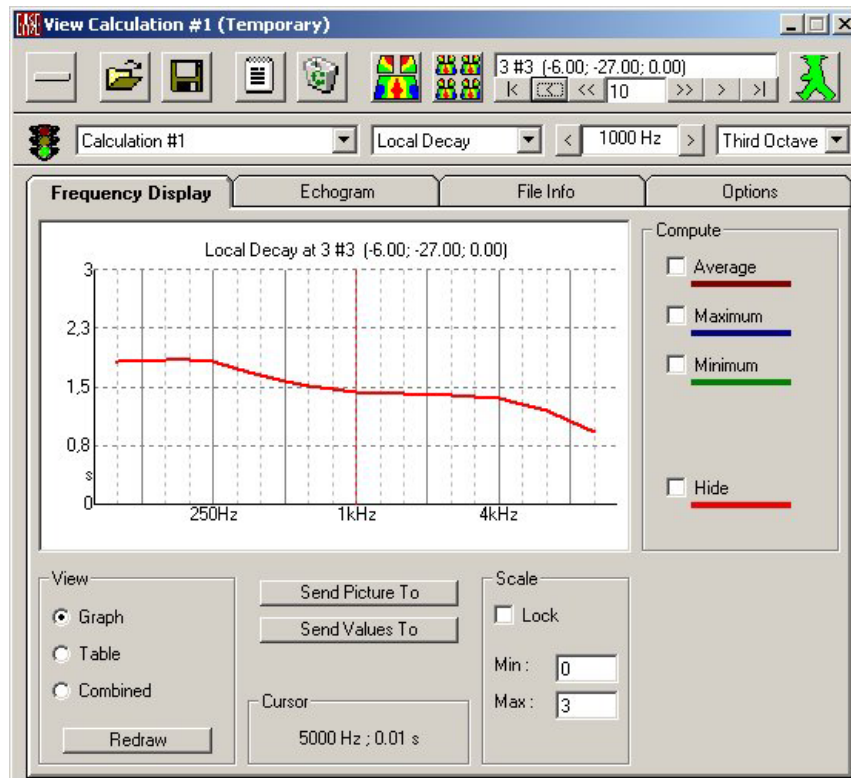 EASE View Calculation #1 (Temporary)
3 #3 (-6.00; -27.00; 0.00)
|< < << 10 >> > >|
Calculation #1 Local Decay < 1000 Hz > Third Octave
Frequency Display Echogram File Info Options
Local Decay at 3 #3 (-6.00; -27.00; 0.00)
3
2,3
1,5
0,8
s
0
250Hz 1kHz 4kHz
Compute
Average
Maximum
Minimum
Hide
View
Graph
Table
Combined
Redraw
Send Picture To
Send Values To
Cursor
5000 Hz ; 0.01 s
Scale
Lock
Min : 0
Max : 3